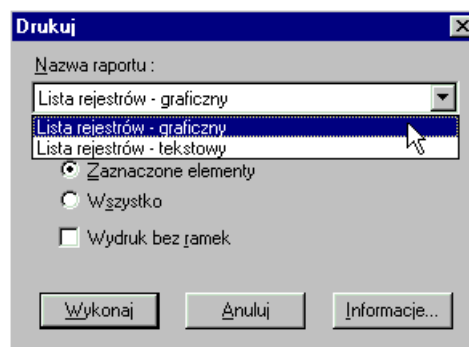 Drukuj
Nazwa raportu :
Lista rejestrów - graficzny
Lista rejestrów - graficzny
Lista rejestrów - tekstowy
Zaznaczone elementy
Wszystko
Wydruk bez ramek
Wykonaj Anuluj Informacje...